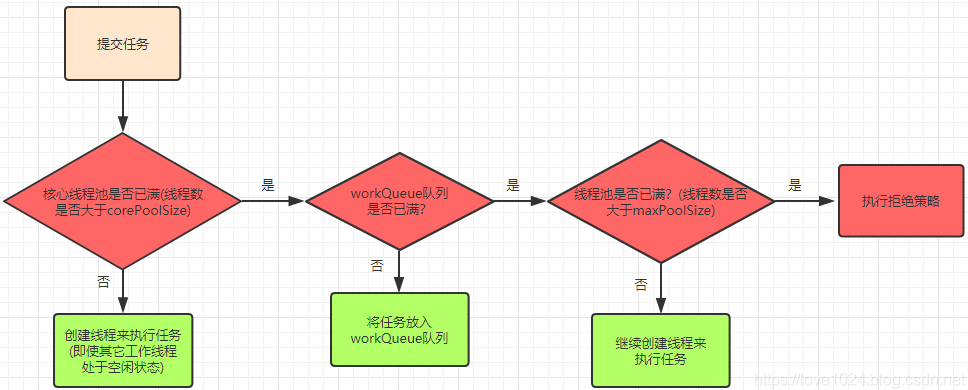 提交任务
核心线程池是否已满(线程数
是否大于corePoolSize)
是
workQueue队列
是否已满?
是
线程池是否已满? (线程数是否
大于maxPoolSize)
是
执行拒绝策略
否
创建线程来执行任务
(即使其它工作线程
处于空闲状态)
否
将任务放入
workQueue队列
否
继续创建线程来
执行任务
https://love1024.blog.csdn.net